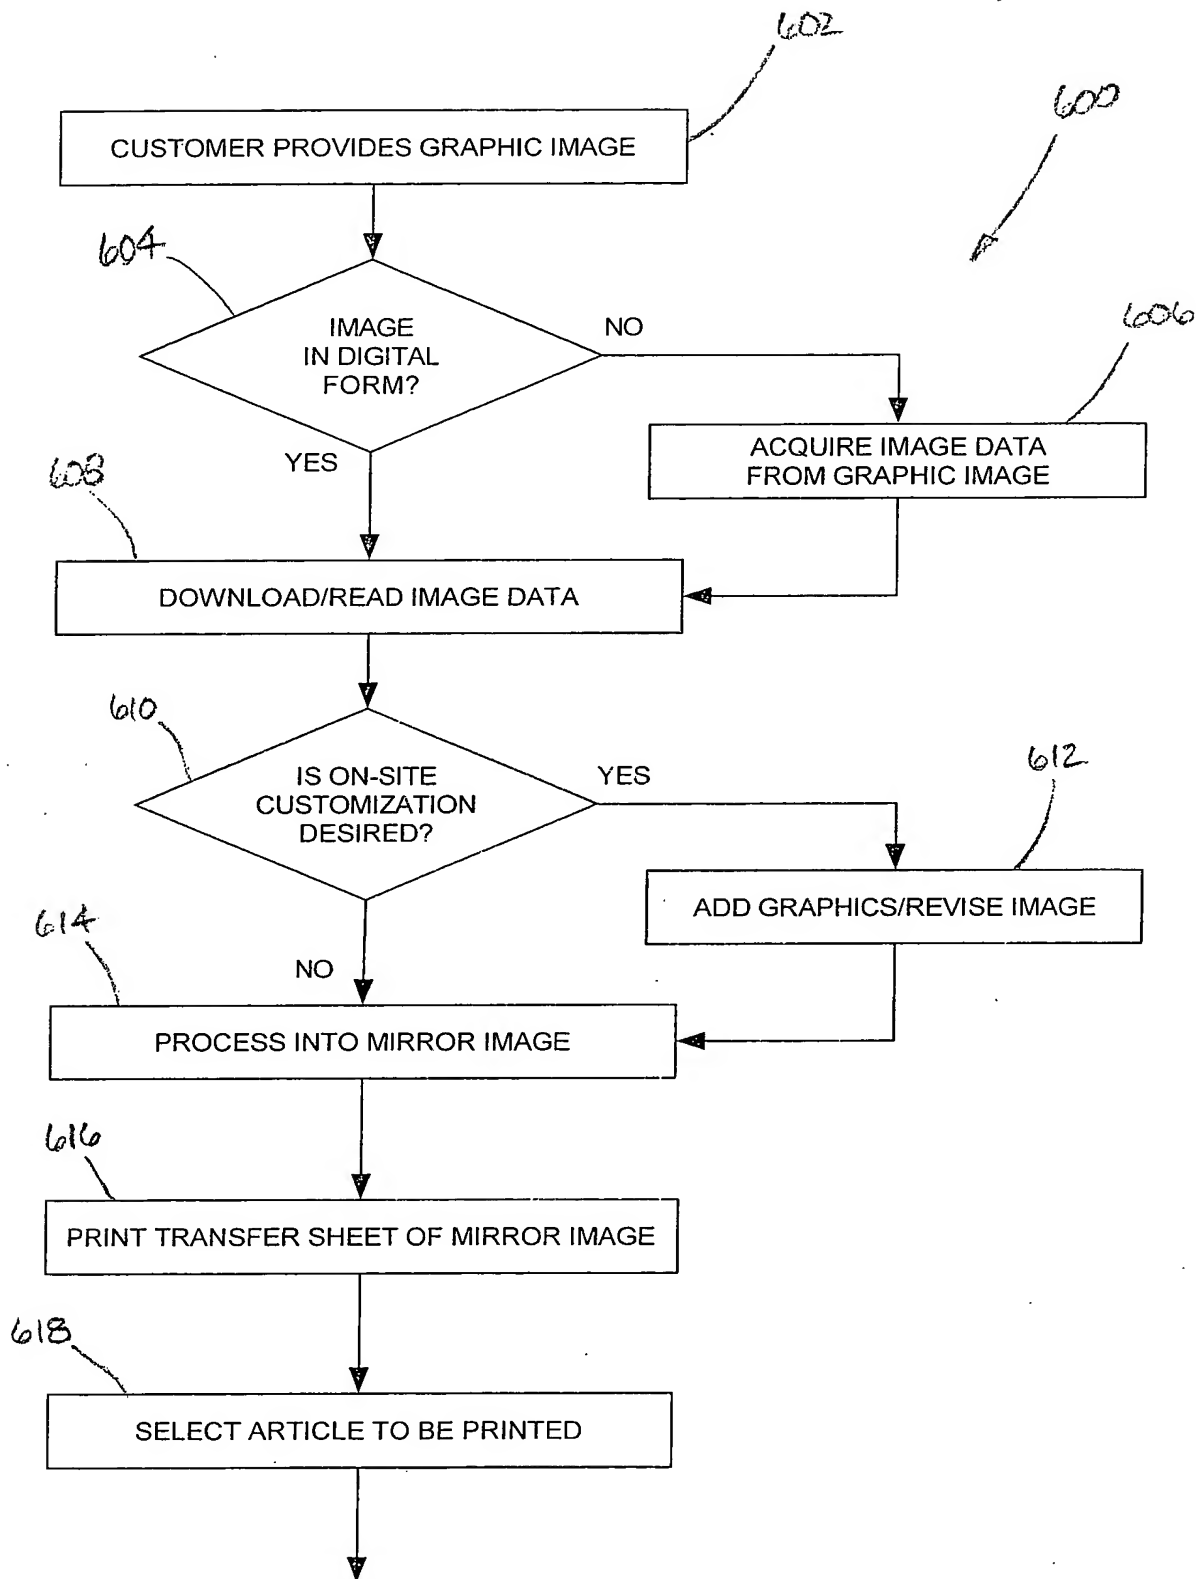 602
600
CUSTOMER PROVIDES GRAPHIC IMAGE
604
IMAGE
IN DIGITAL
FORM?
NO
606
YES
ACQUIRE IMAGE DATA
FROM GRAPHIC IMAGE
608
DOWNLOAD/READ IMAGE DATA
610
IS ON-SITE
CUSTOMIZATION
DESIRED?
YES
612
ADD GRAPHICS/REVISE IMAGE
614
NO
PROCESS INTO MIRROR IMAGE
616
PRINT TRANSFER SHEET OF MIRROR IMAGE
618
SELECT ARTICLE TO BE PRINTED